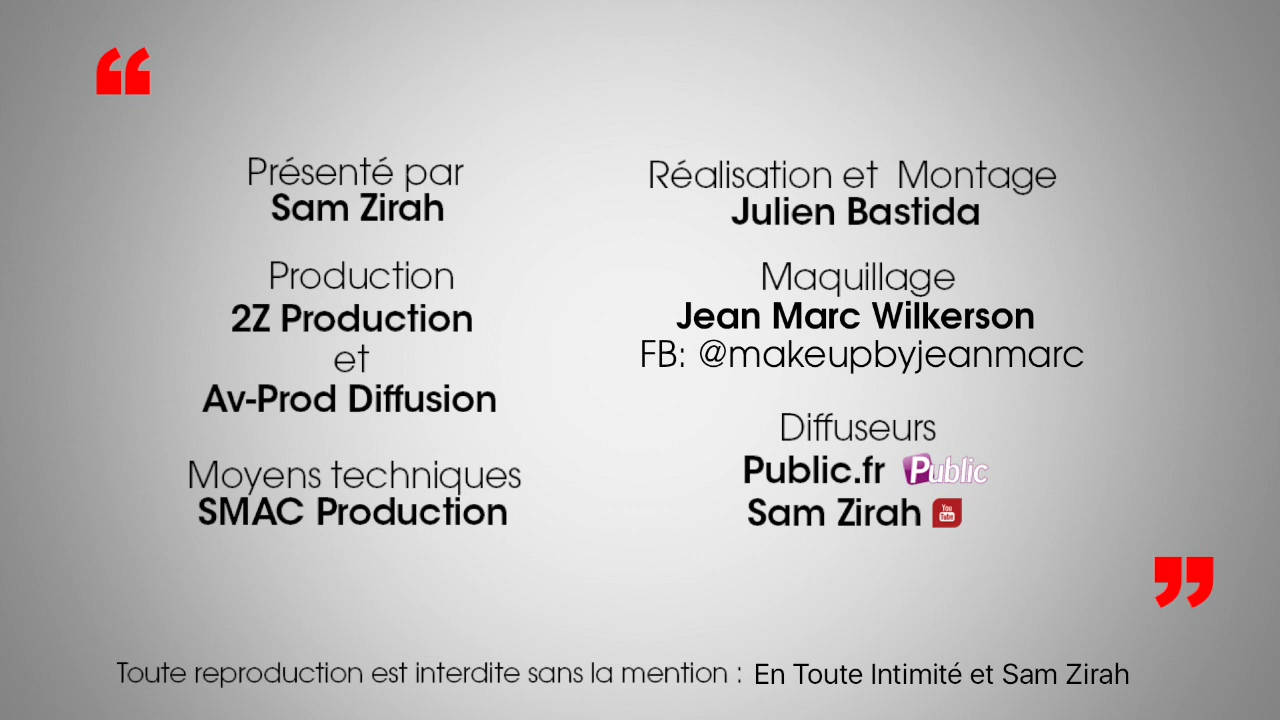 Présenté par
Sam Zirah
Production
2Z Production
et
Av-Prod Diffusion
Moyens techniques
SMAC Production
Réalisation et  Montage
Julien Bastida
Maquillage
Jean Marc Wilkerson
FB: @makeupbyjeanmarc
Diffuseurs
Public.fr Public
Sam Zirah You Tube
Toute reproduction est interdite sans la mention : En Toute Intimité et Sam Zirah